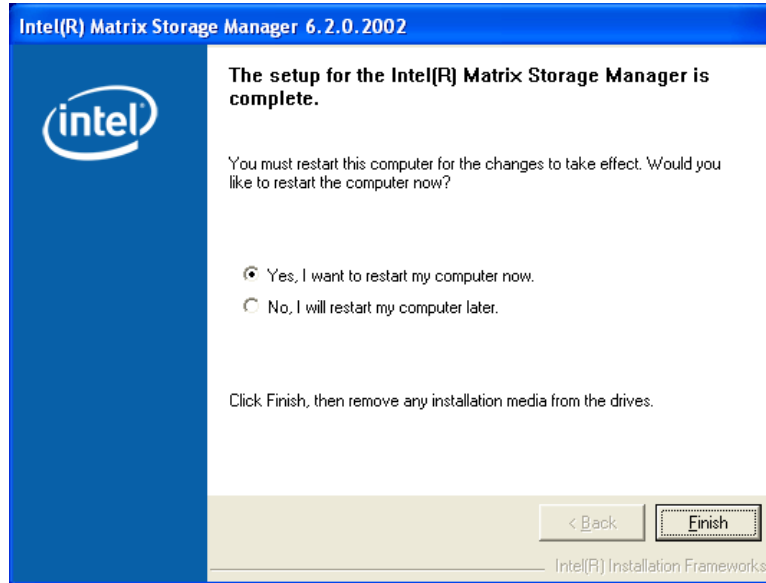 Intel(R) Matrix Storage Manager 6.2.0.2002
intel
The setup for the Intel(R) Matrix Storage Manager is
complete.
You must restart this computer for the changes to take effect. Would you
like to restart the computer now?
Yes, I want to restart my computer now.
No, I will restart my computer later.
Click Finish, then remove any installation media from the drives.
< Back
Finish
Intel(R) Installation Frameworks